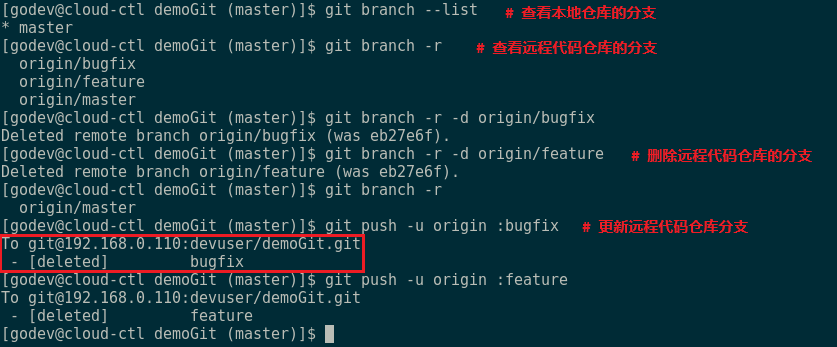 [godev@cloud-ctl demoGit (master)]$ git branch --list # 查看本地仓库的分支
* master
[godev@cloud-ctl demoGit (master)]$ git branch -r # 查看远程代码仓库的分支
origin/bugfix
origin/feature
origin/master
[godev@cloud-ctl demoGit (master)]$ git branch -r -d origin/bugfix
Deleted remote branch origin/bugfix (was eb27e6f).
[godev@cloud-ctl demoGit (master)]$ git branch -r -d origin/feature # 删除远程代码仓库的分支
Deleted remote branch origin/feature (was eb27e6f).
[godev@cloud-ctl demoGit (master)]$ git branch -r
origin/master
[godev@cloud-ctl demoGit (master)]$ git push -u origin :bugfix # 更新远程代码仓库分支
To git@192.168.0.110:devuser/demoGit.git
- [deleted] bugfix
[godev@cloud-ctl demoGit (master)]$ git push -u origin :feature
To git@192.168.0.110:devuser/demoGit.git
- [deleted] feature
[godev@cloud-ctl demoGit (master)]$